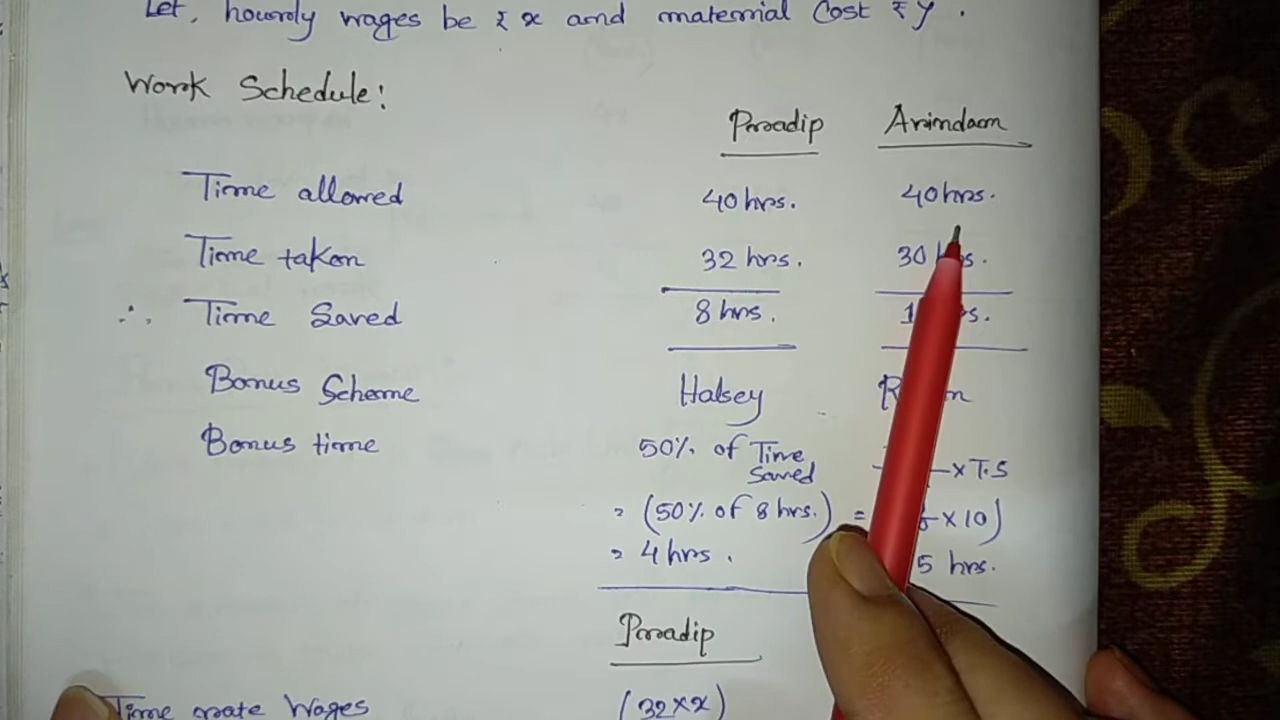 Let, hourly wages be ₹ x and material Cost ₹ y.
Work Schedule:
Pradip Arindam
Time allowed 40 hrs. 40 hrs.
Time taken 32 hrs. 30 hrs.
∴ Time Saved 8 hrs.
Bonus Scheme Halsey
Bonus time 50% of Time Saved × T.S
= (50% of 8 hrs.) = × 10)
= 4 hrs. 5 hrs.
Pradip
Time rate Wages (32 × x)